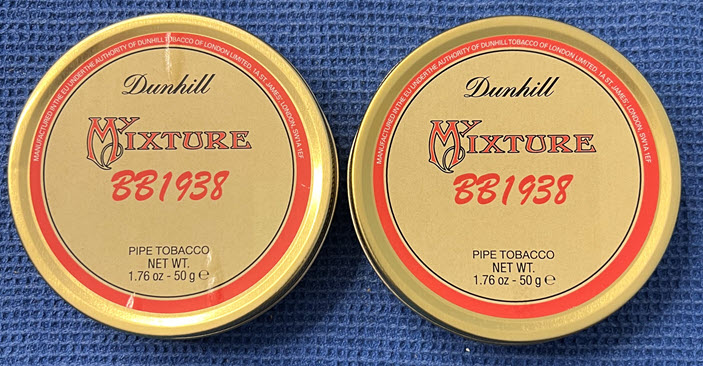 MANUFACTURED IN THE EU UNDER THE AUTHORITY OF DUNHILL TOBACCO OF LONDON LIMITED, 1A ST. JAMES' LONDON, SW1A 1EF
Dunhill
MY MIXTURE
BB1938
PIPE TOBACCO
NET WT.
1.76 oz - 50 g ℮
MANUFACTURED IN THE EU UNDER THE AUTHORITY OF DUNHILL TOBACCO OF LONDON LIMITED, 1A ST. JAMES' LONDON, SW1A 1EF
Dunhill
MY MIXTURE
BB1938
PIPE TOBACCO
NET WT.
1.76 oz - 50 g ℮